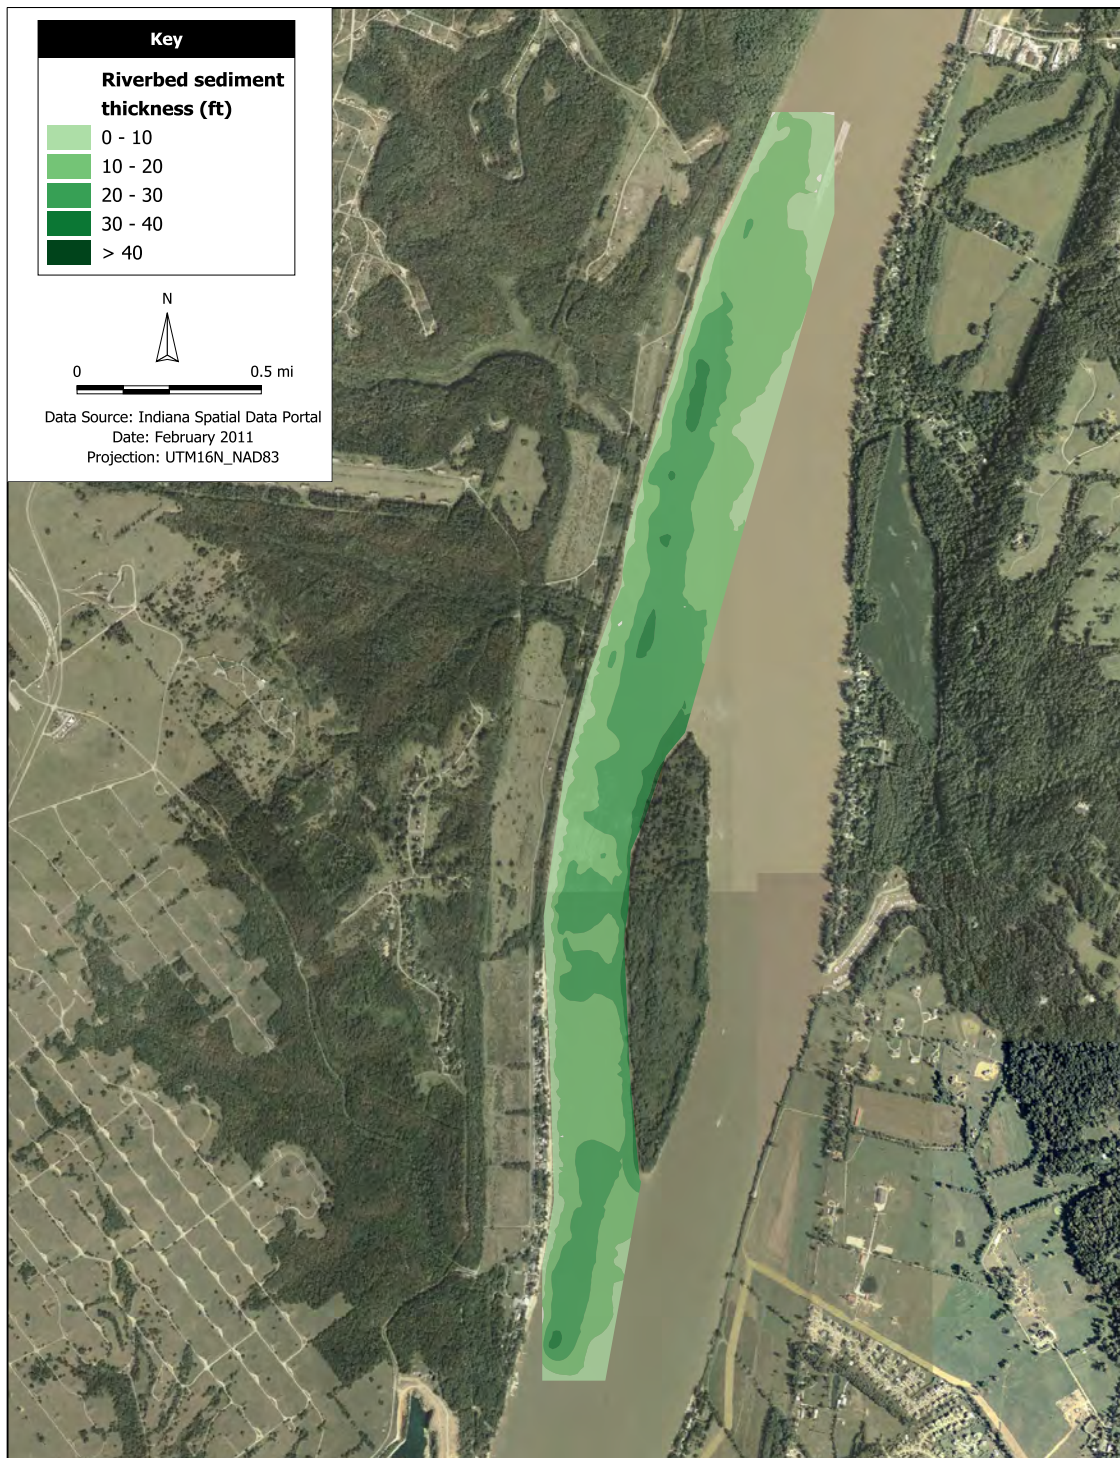 Key
Riverbed sediment
thickness (ft)
0 - 10
10 - 20
20 - 30
30 - 40
> 40
N
0 0.5 mi
Data Source: Indiana Spatial Data Portal
Date: February 2011
Projection: UTM16N_NAD83